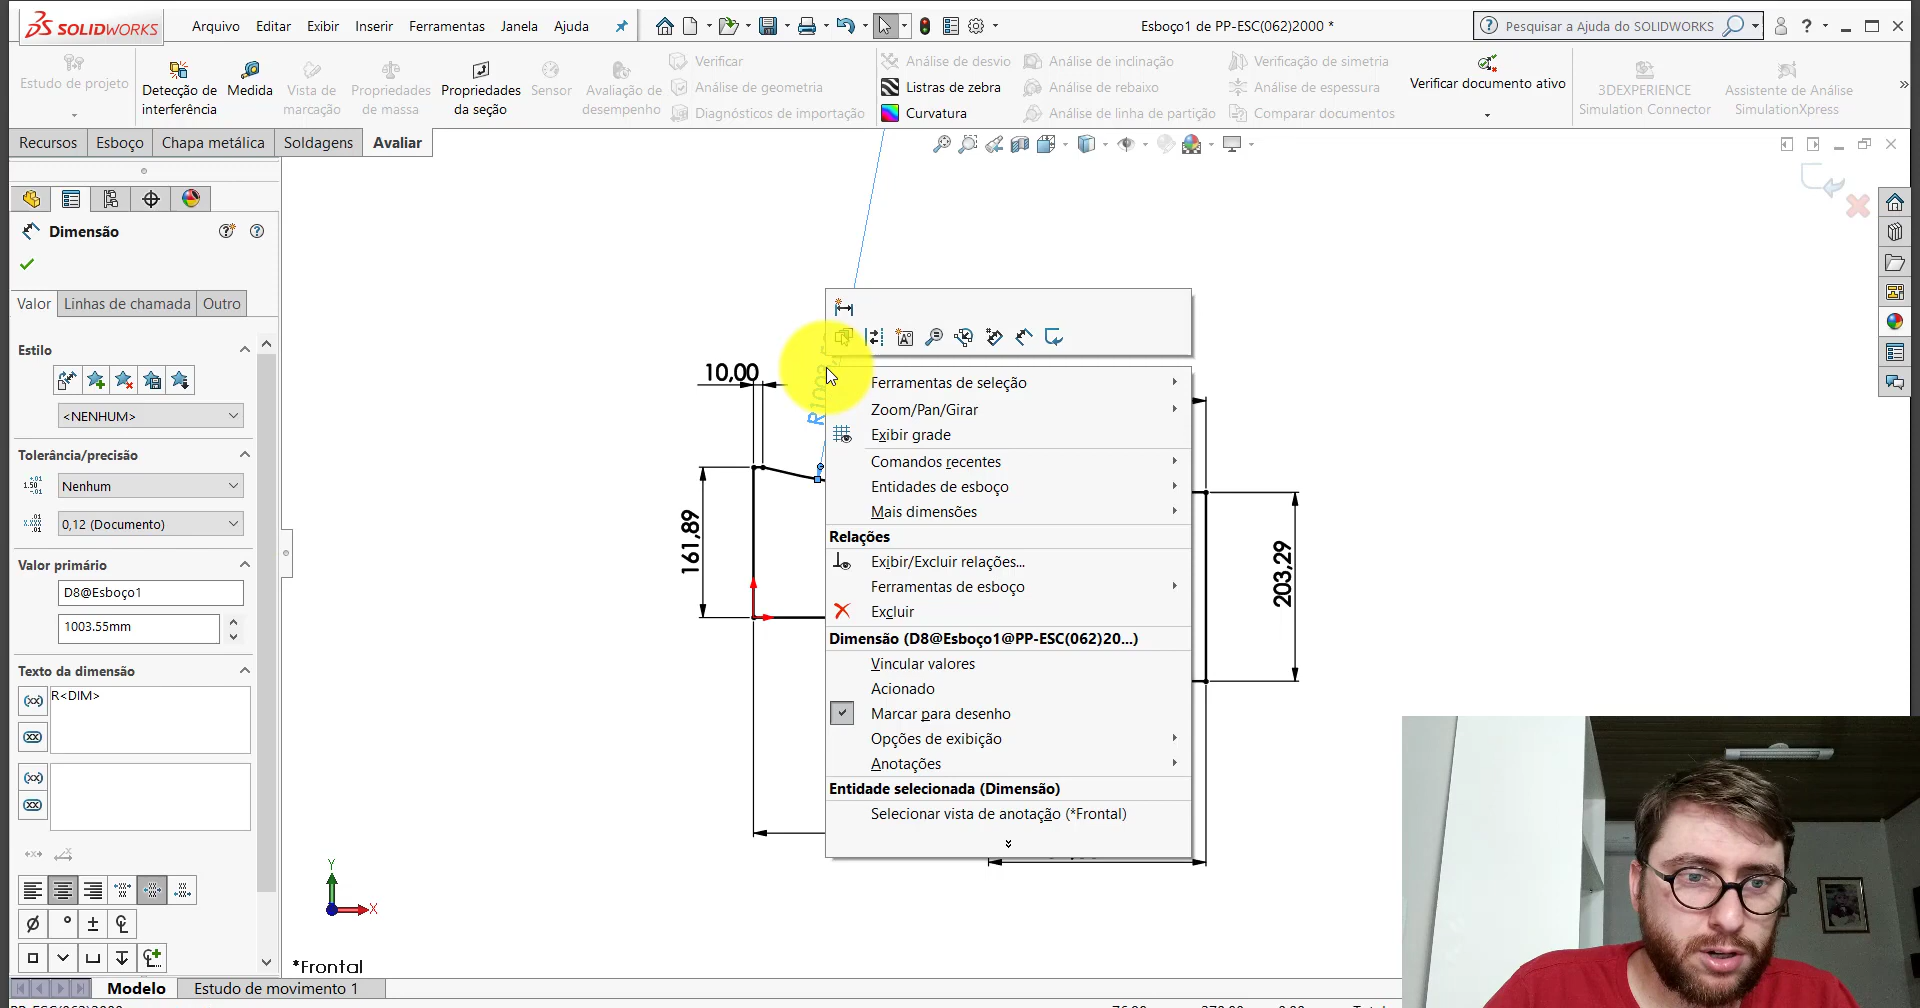 SOLIDWORKS
Arquivo Editar Exibir Inserir Ferramentas Janela Ajuda
Esboço1 de PP-ESC(062)2000 *
Pesquisar a Ajuda do SOLIDWORKS
Estudo de projeto
Detecção de interferência
Medida
Vista de marcação
Propriedades de massa
Propriedades da seção
Sensor
Avaliação de desempenho
Verificar
Análise de geometria
Diagnósticos de importação
Análise de desvio
Listras de zebra
Curvatura
Análise de inclinação
Análise de rebaixo
Análise de linha de partição
Verificação de simetria
Análise de espessura
Comparar documentos
Verificar documento ativo
3DEXPERIENCE
Simulation Connector
Assistente de Análise
SimulationXpress
Recursos Esboço Chapa metálica Soldagens Avaliar
Dimensão
Valor Linhas de chamada Outro
Estilo
<NENHUM>
Tolerância/precisão
Nenhum
0,12 (Documento)
Valor primário
D8@Esboço1
1003.55mm
Texto da dimensão
R<DIM>
10,00
161,89
203,29
Ferramentas de seleção
Zoom/Pan/Girar
Exibir grade
Comandos recentes
Entidades de esboço
Mais dimensões
Relações
Exibir/Excluir relações...
Ferramentas de esboço
Excluir
Dimensão (D8@Esboço1@PP-ESC(062)20...)
Vincular valores
Acionado
Marcar para desenho
Opções de exibição
Anotações
Entidade selecionada (Dimensão)
Selecionar vista de anotação (*Frontal)
Y
X
*Frontal
Modelo Estudo de movimento 1